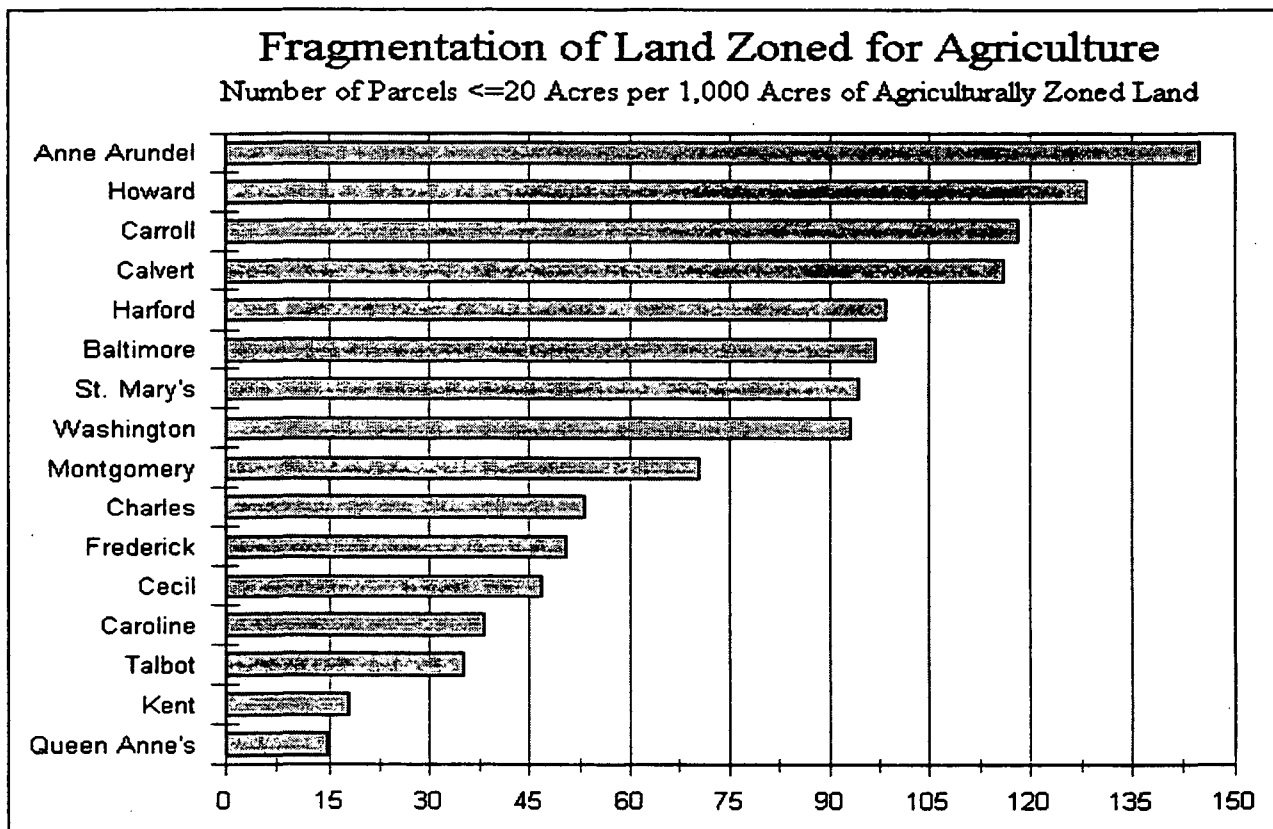 Fragmentation of Land Zoned for Agriculture
Number of Parcels <=20 Acres per 1,000 Acres of Agriculturally Zoned Land
Anne Arundel
Howard
Carroll
Calvert
Harford
Baltimore
St. Mary's
Washington
Montgomery
Charles
Frederick
Cecil
Caroline
Talbot
Kent
Queen Anne's
0 15 30 45 60 75 90 105 120 135 150